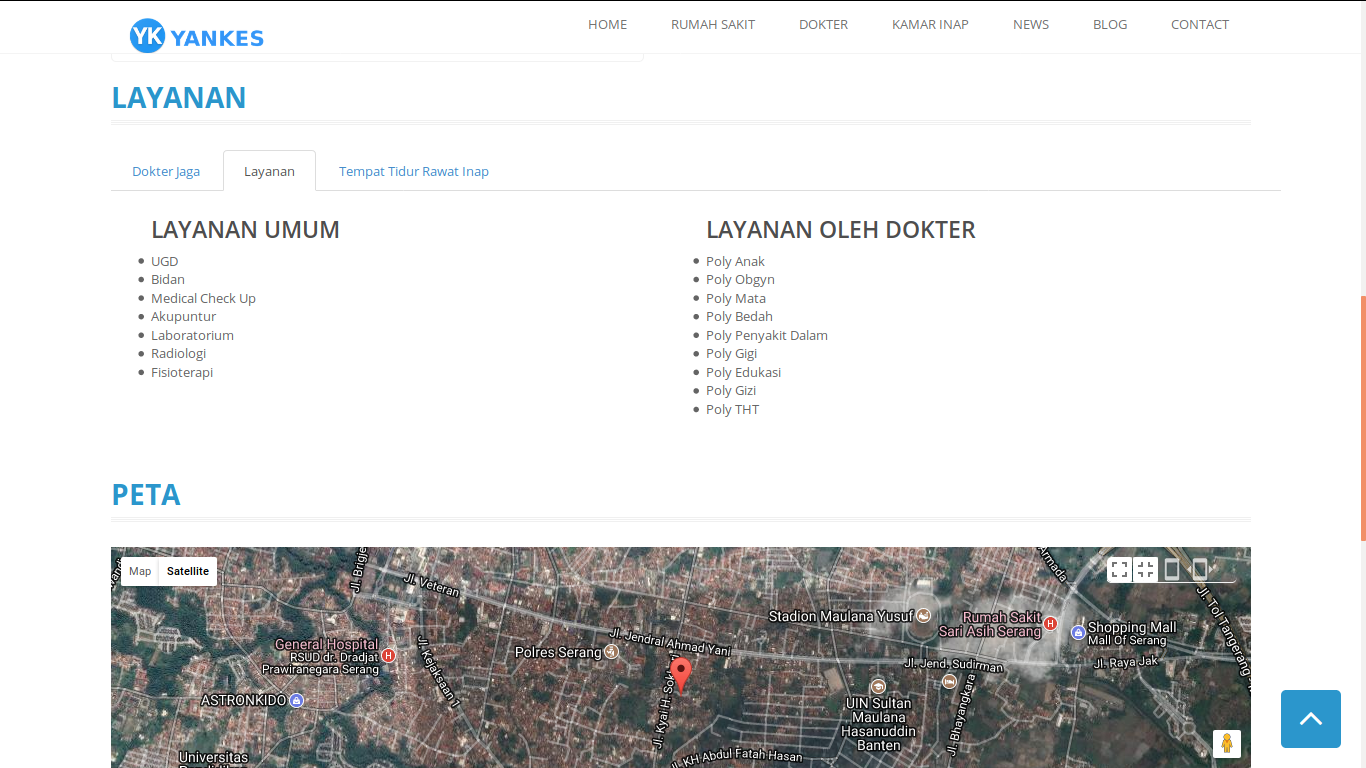 YK YANKES
HOME RUMAH SAKIT DOKTER KAMAR INAP NEWS BLOG CONTACT
LAYANAN
Dokter Jaga Layanan Tempat Tidur Rawat Inap
LAYANAN UMUM
UGD
Bidan
Medical Check Up
Akupuntur
Laboratorium
Radiologi
Fisioterapi
LAYANAN OLEH DOKTER
Poly Anak
Poly Obgyn
Poly Mata
Poly Bedah
Poly Penyakit Dalam
Poly Gigi
Poly Edukasi
Poly Gizi
Poly THT
PETA
Map Satellite
Jl. Veteran
Armada
Jl. Tol Tangerang
Stadion Maulana Yusuf
Rumah Sakit
Sari Asih Serang
Shopping Mall
Mall Of Serang
General Hospital
RSUD dr. Dradjat
Prawiranegara Serang
Jl. Kelaksaan 1
Polres Serang
Jl. Jendral Ahmad Yani
Jl. Jend. Sudirman
Jl. Raya Jak
ASTRONKIDO
Jl. Kyai H.
UIN Sultan
Maulana
Hasanuddin
Banten
Jl. Bhayangkara
Universitas
Jl. KH Abdul Fatah Hasan